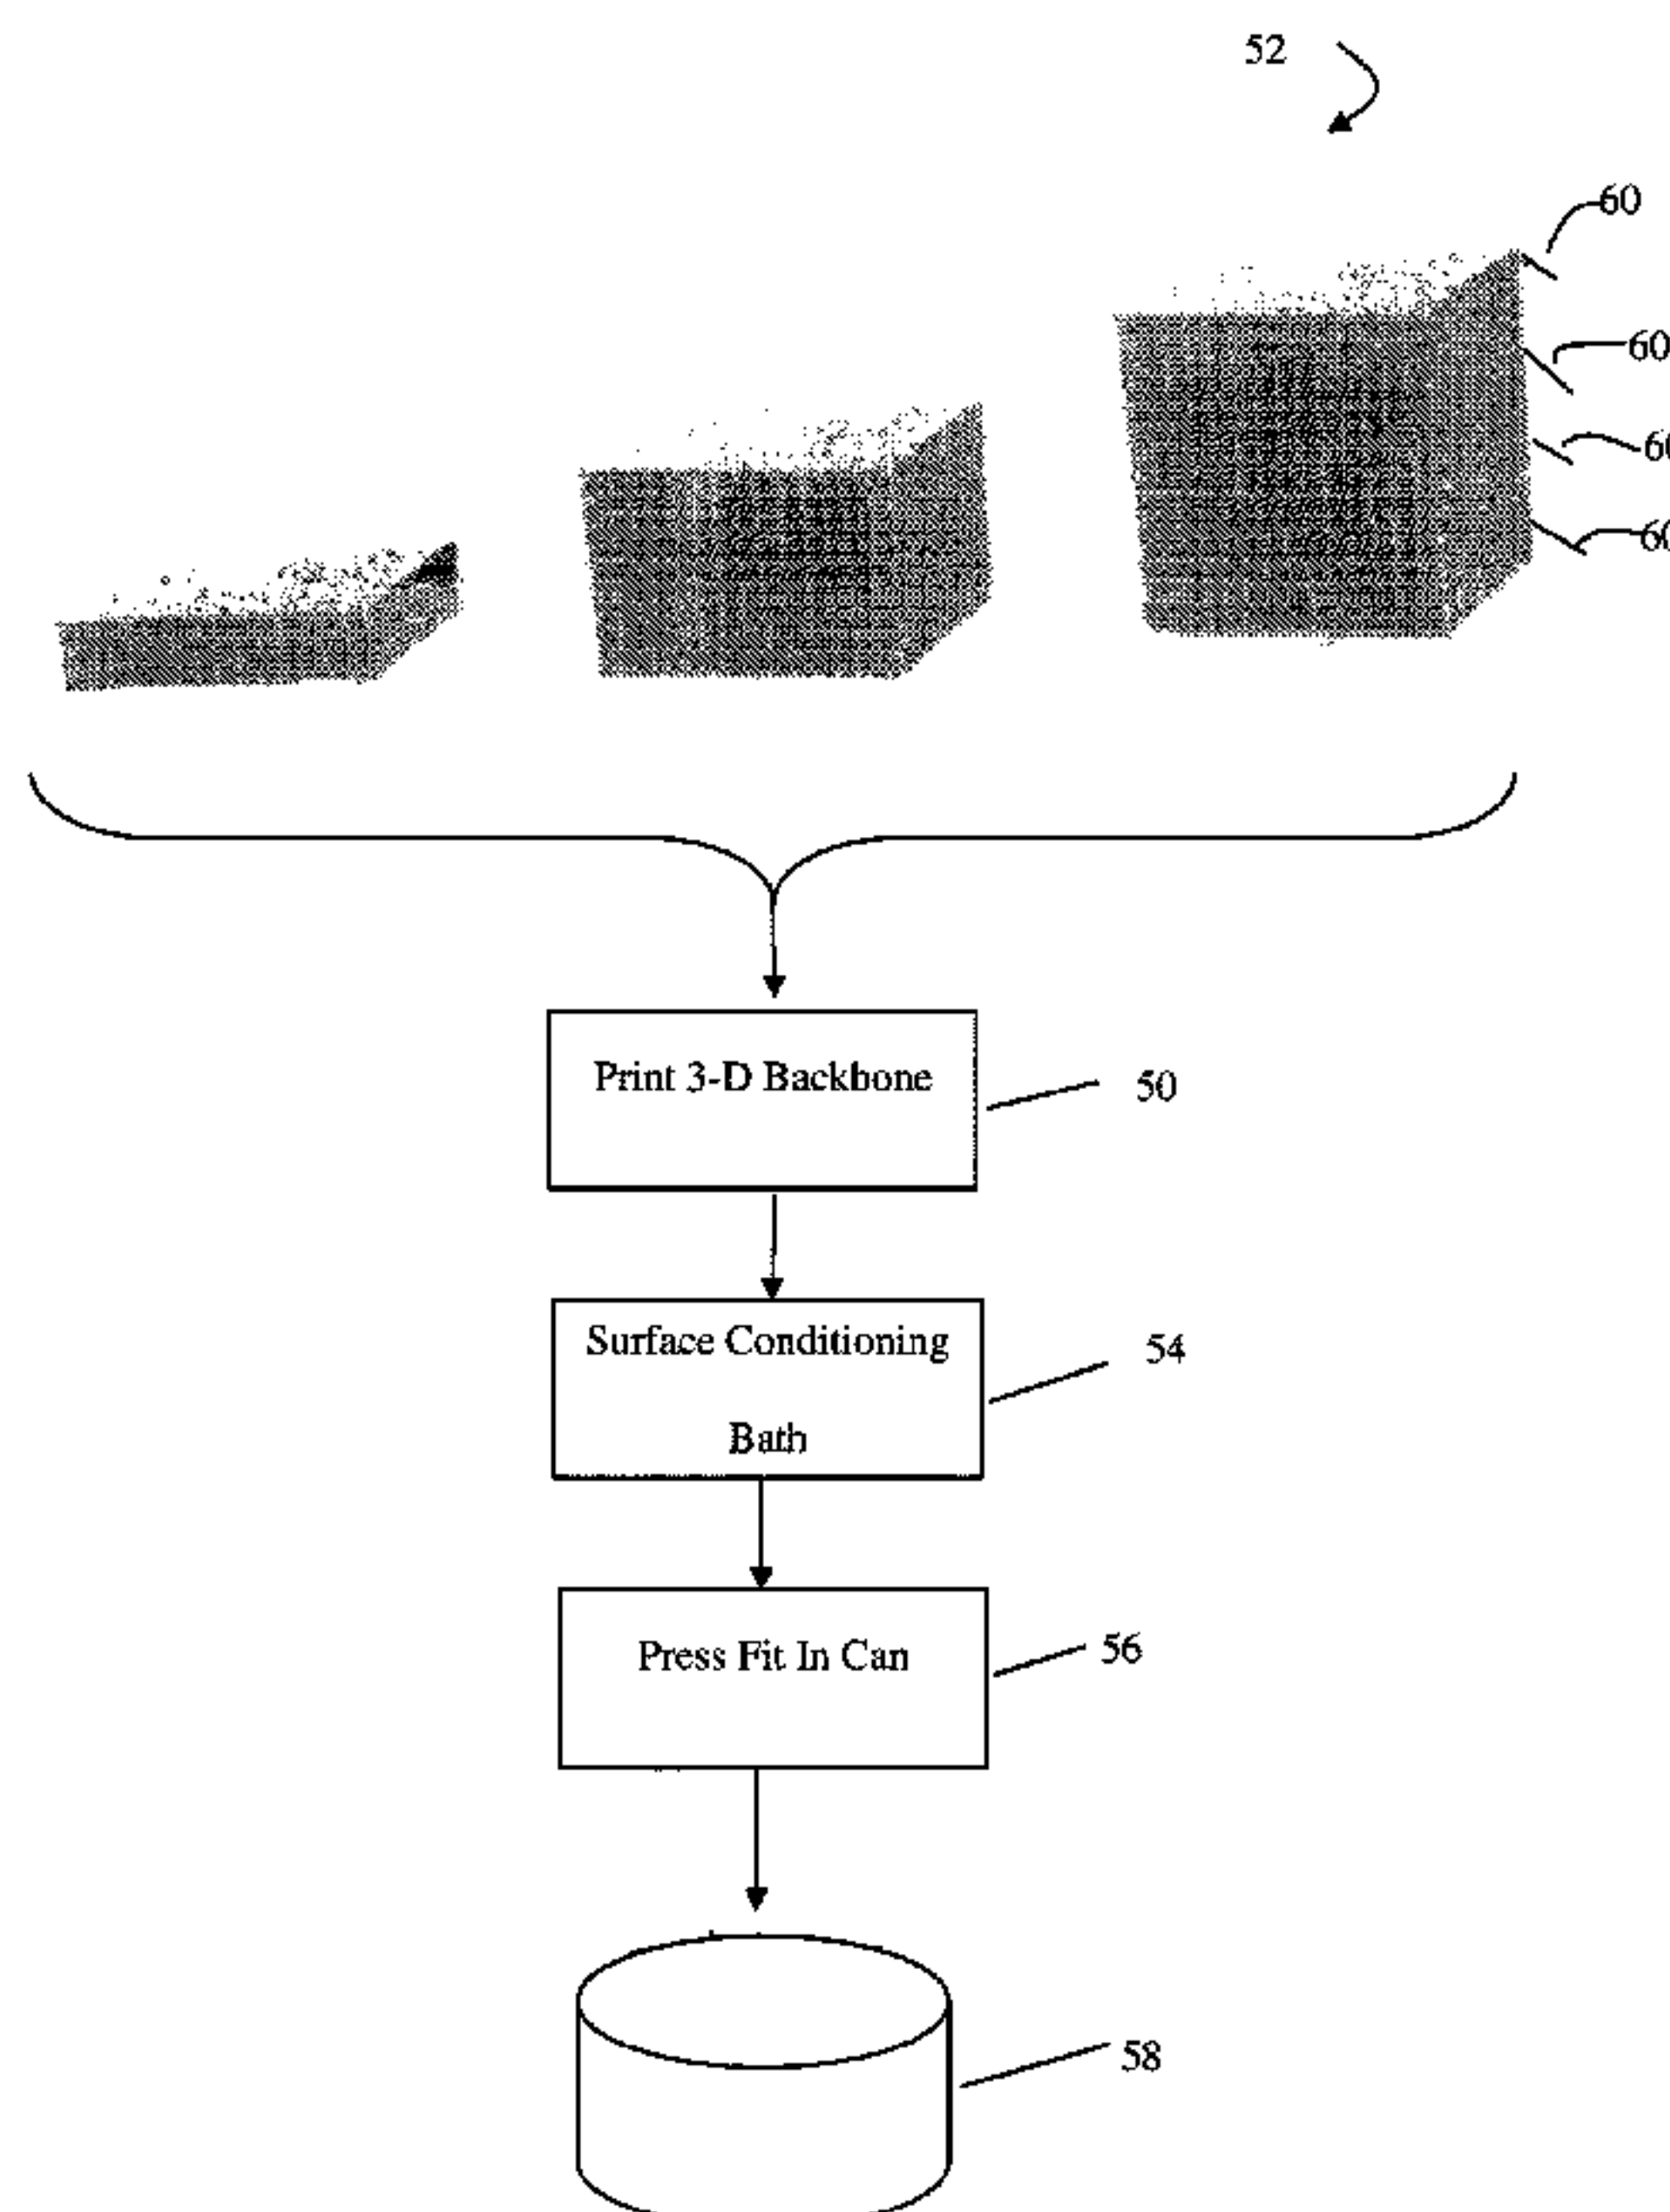 52
60
60
60
60
Print 3-D Backbone
50
Surface Conditioning
Bath
54
Press Fit In Can
56
58